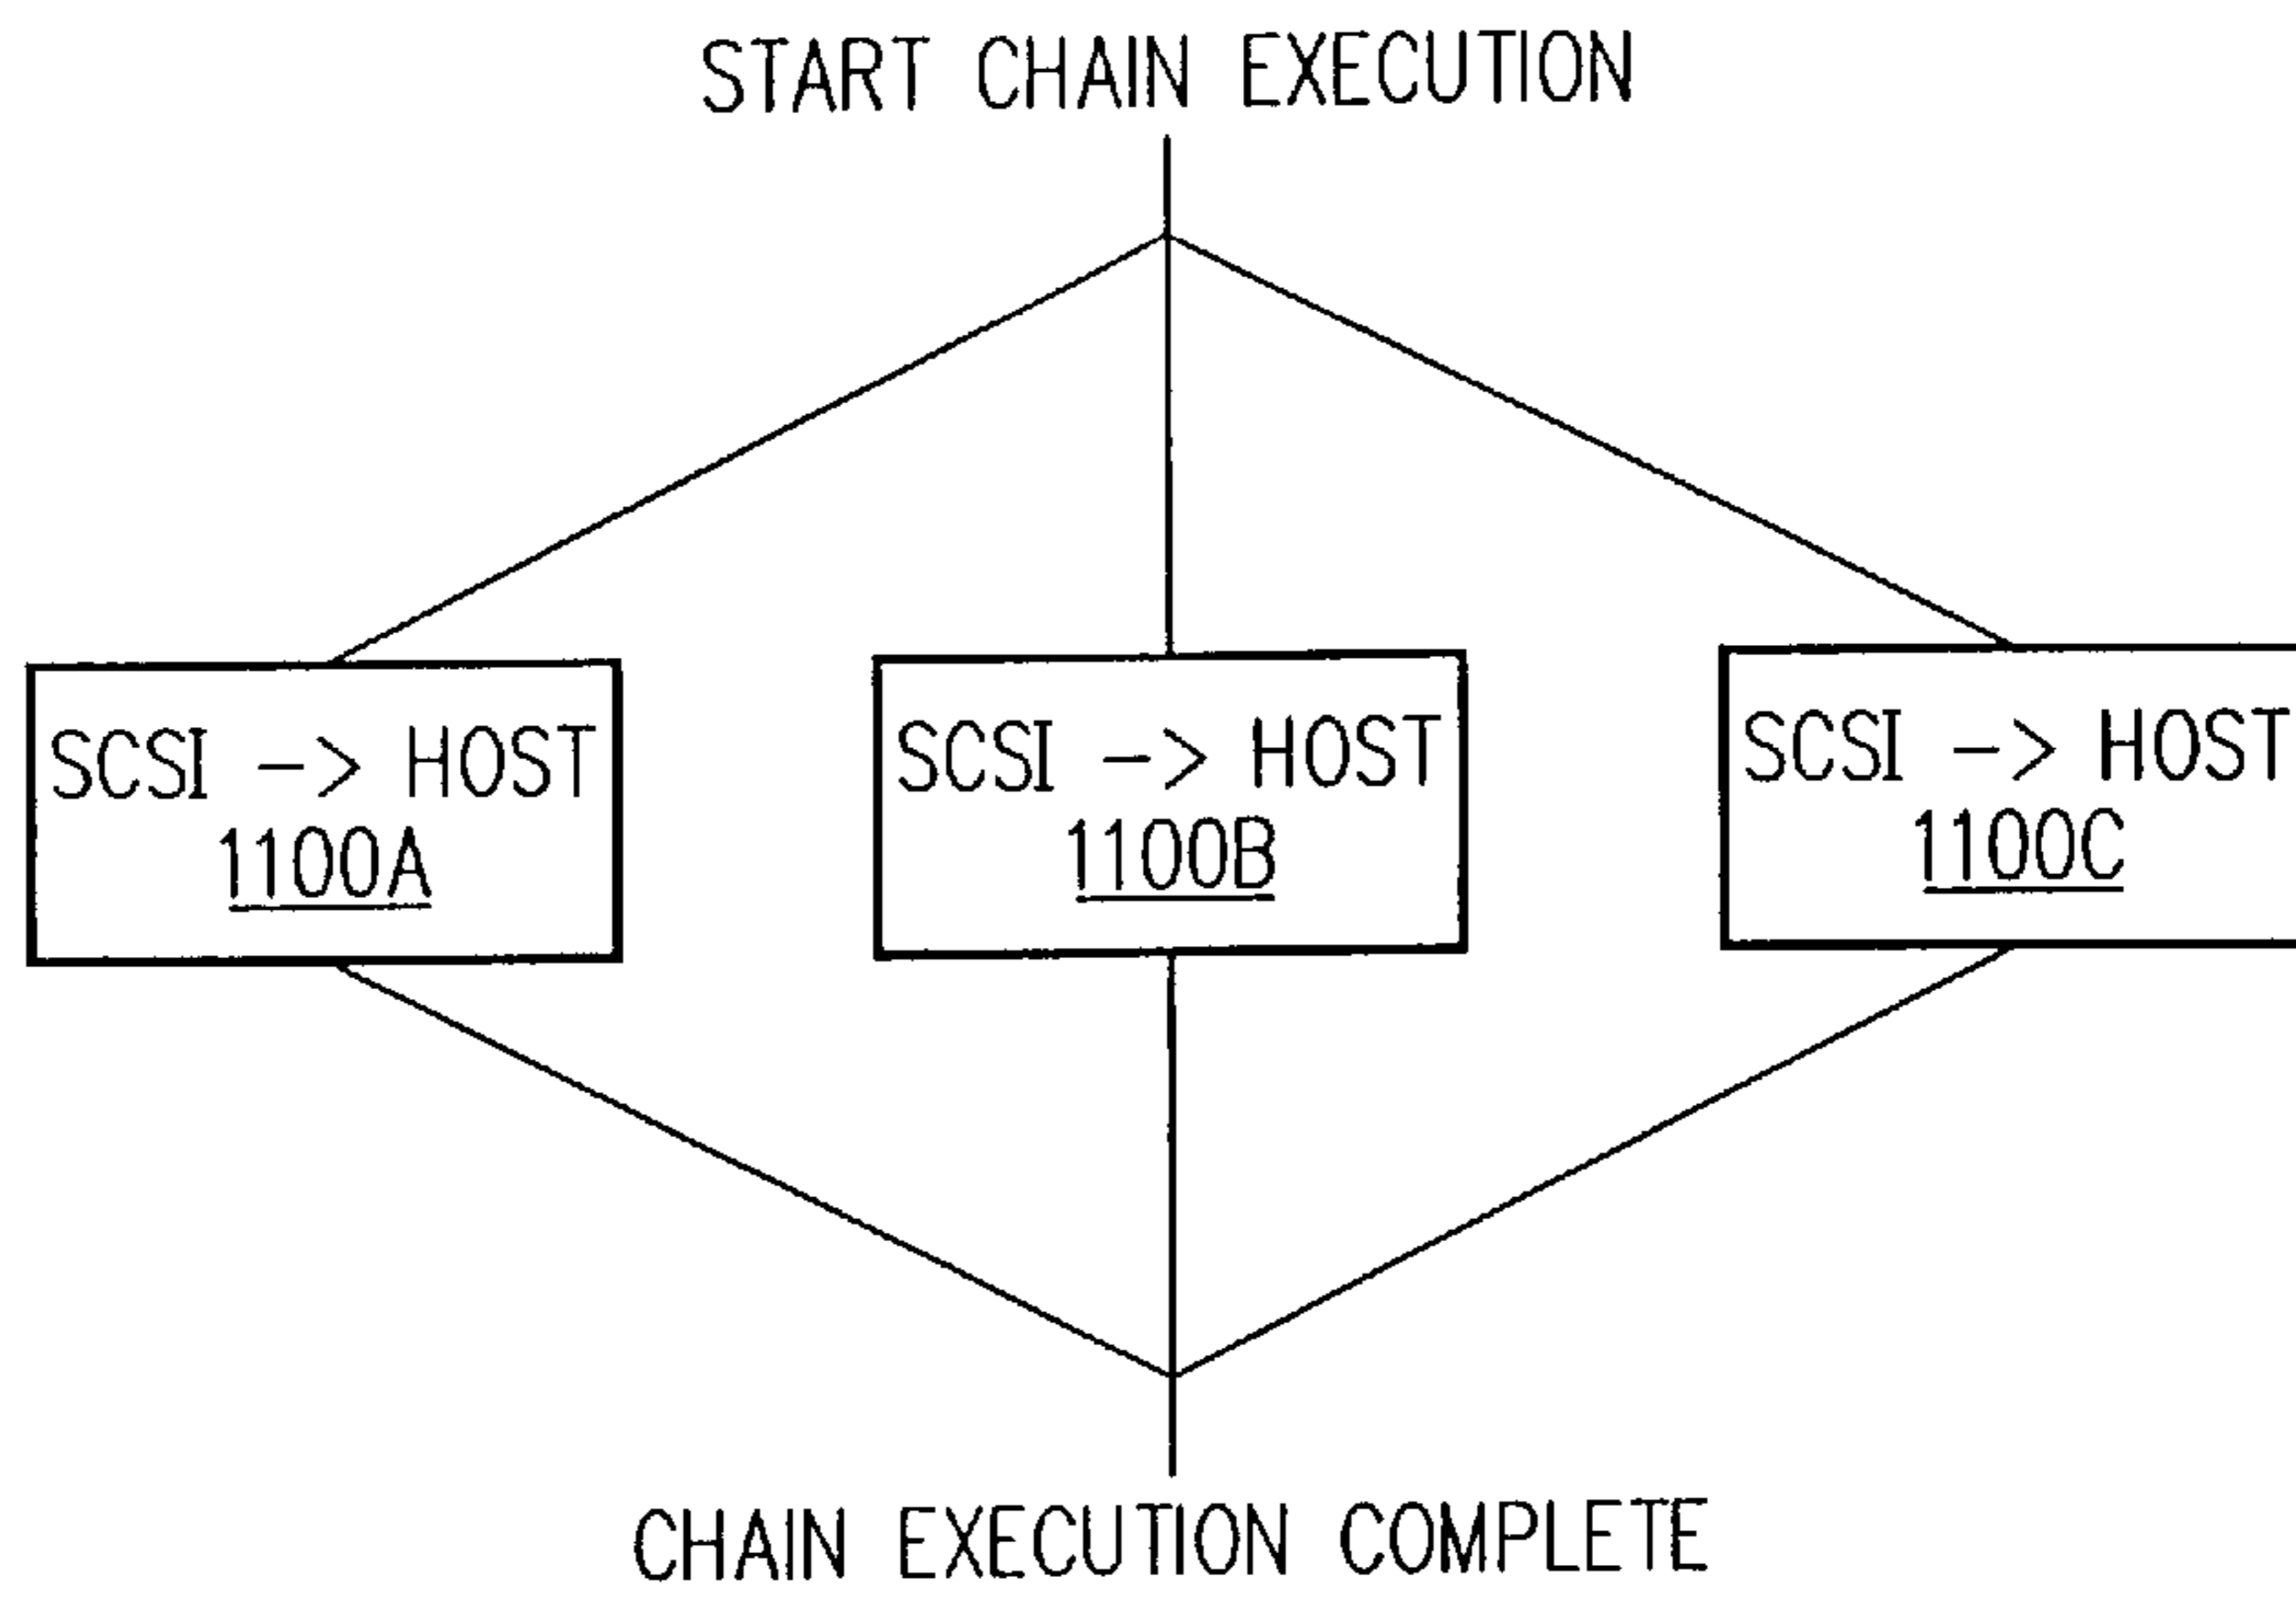 START CHAIN EXECUTION
SCSI -> HOST
1100A
SCSI -> HOST
1100B
SCSI -> HOST
1100C
CHAIN EXECUTION COMPLETE